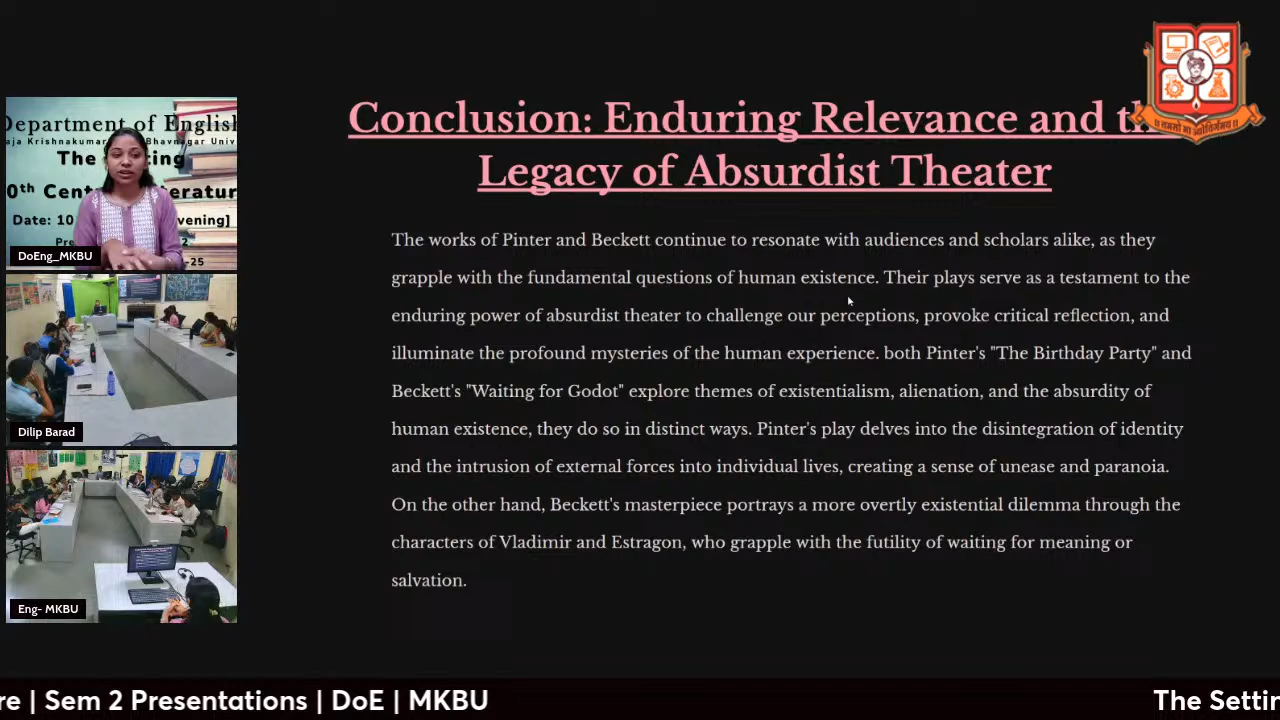 Conclusion: Enduring Relevance and
Legacy of Absurdist Theater
The works of Pinter and Beckett continue to resonate with audiences and scholars alike, as they
grapple with the fundamental questions of human existence. Their plays serve as a testament to the
enduring power of absurdist theater to challenge our perceptions, provoke critical reflection, and
illuminate the profound mysteries of the human experience. both Pinter's "The Birthday Party" and
Beckett's "Waiting for Godot" explore themes of existentialism, alienation, and the absurdity of
human existence, they do so in distinct ways. Pinter's play delves into the disintegration of identity
and the intrusion of external forces into individual lives, creating a sense of unease and paranoia.
On the other hand, Beckett's masterpiece portrays a more overtly existential dilemma through the
characters of Vladimir and Estragon, who grapple with the futility of waiting for meaning or
salvation.
Department of English
Krishnakumar Bhavnagar Univ
The
Date: 10 vening]
-25
DoEng_MKBU
Dilip Barad
Eng- MKBU
re | Sem 2 Presentations | DoE | MKBU
The Settin